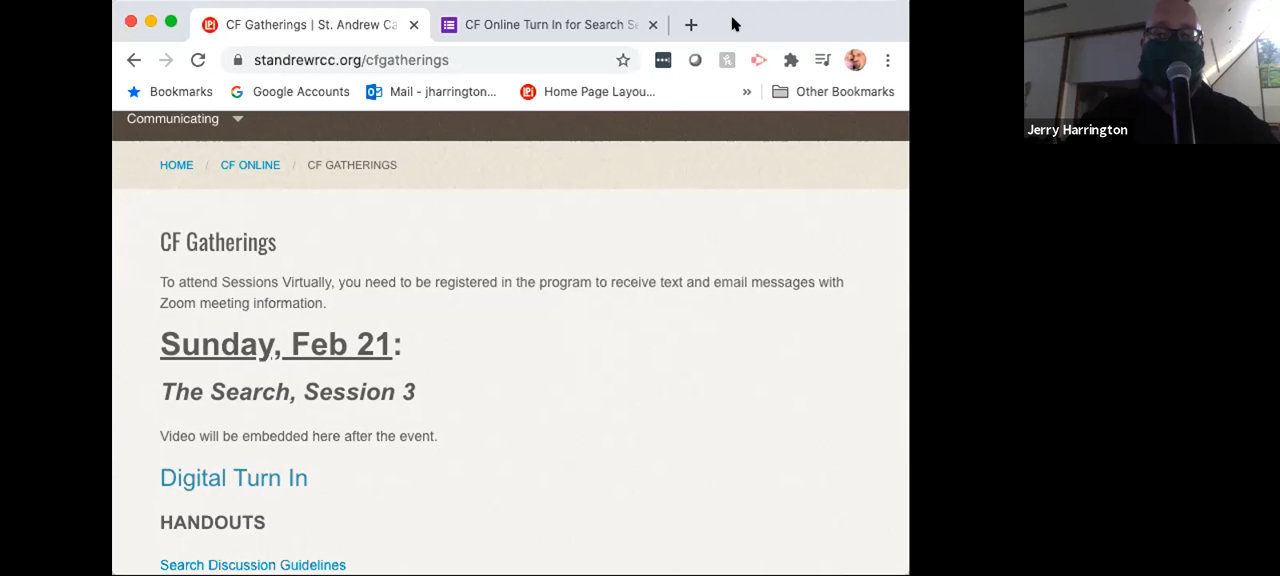 CF Gatherings | St. Andrew Ca
CF Online Turn In for Search Se
standrewrcc.org/cfgatherings
Bookmarks
Google Accounts
Mail - jharrington...
Home Page Layou...
»
Other Bookmarks
Communicating
HOME / CF ONLINE / CF GATHERINGS
CF Gatherings
To attend Sessions Virtually, you need to be registered in the program to receive text and email messages with
Zoom meeting information.
Sunday, Feb 21:
The Search, Session 3
Video will be embedded here after the event.
Digital Turn In
HANDOUTS
Search Discussion Guidelines
Jerry Harrington